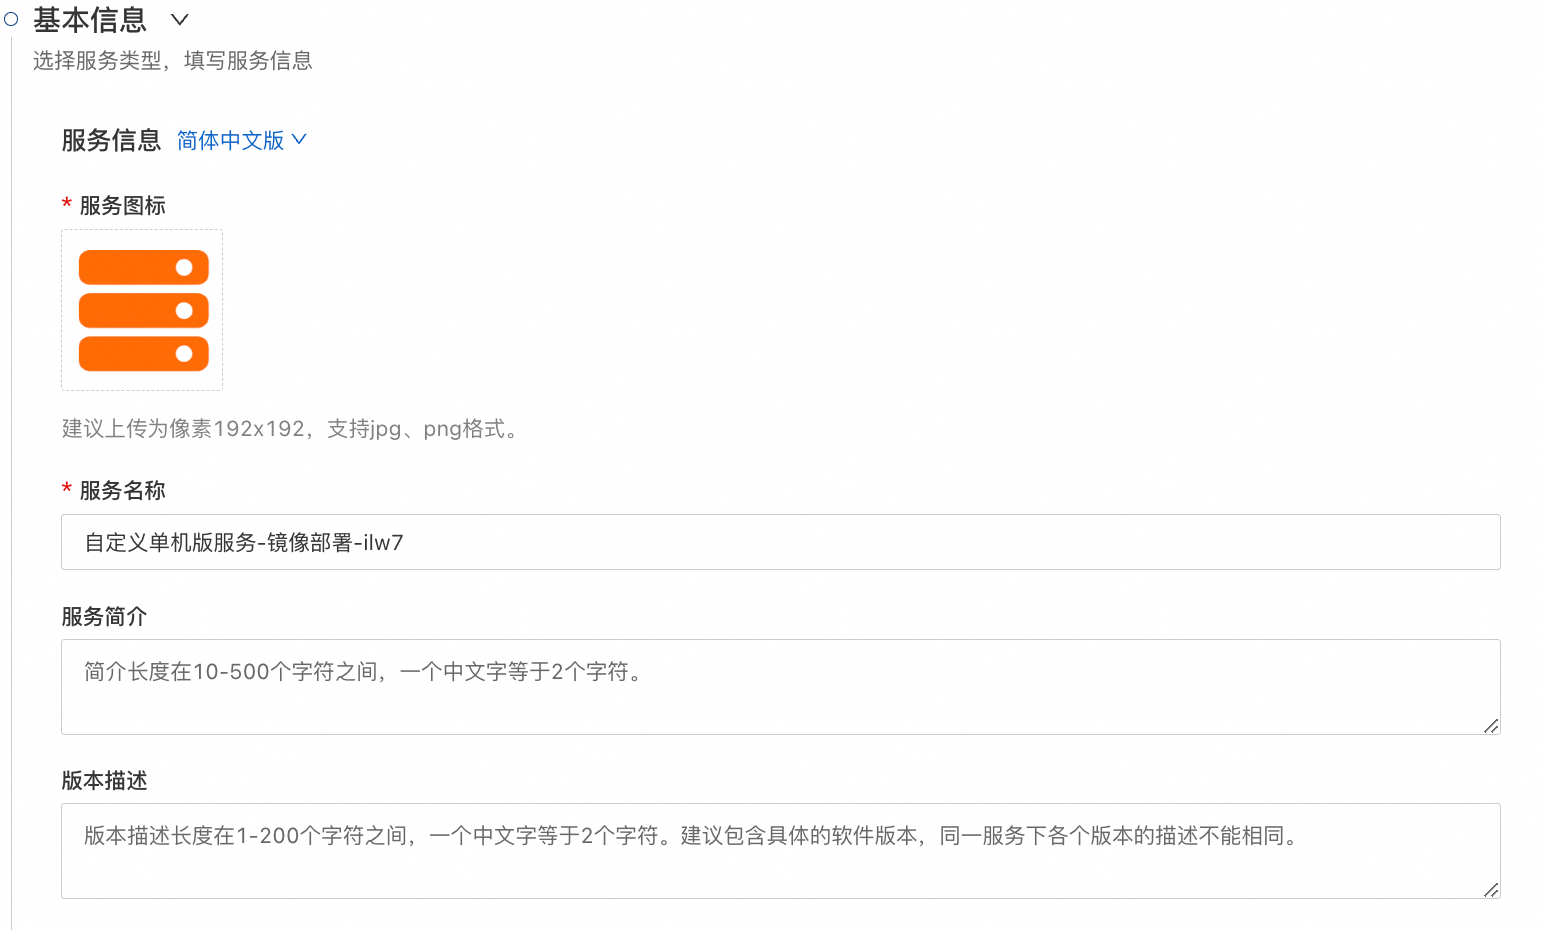 基本信息
选择服务类型，填写服务信息
服务信息 简体中文版
* 服务图标
建议上传为像素192x192，支持jpg、png格式。
* 服务名称
自定义单机版服务-镜像部署-ilw7
服务简介
简介长度在10-500个字符之间，一个中文字等于2个字符。
版本描述
版本描述长度在1-200个字符之间，一个中文字等于2个字符。建议包含具体的软件版本，同一服务下各个版本的描述不能相同。